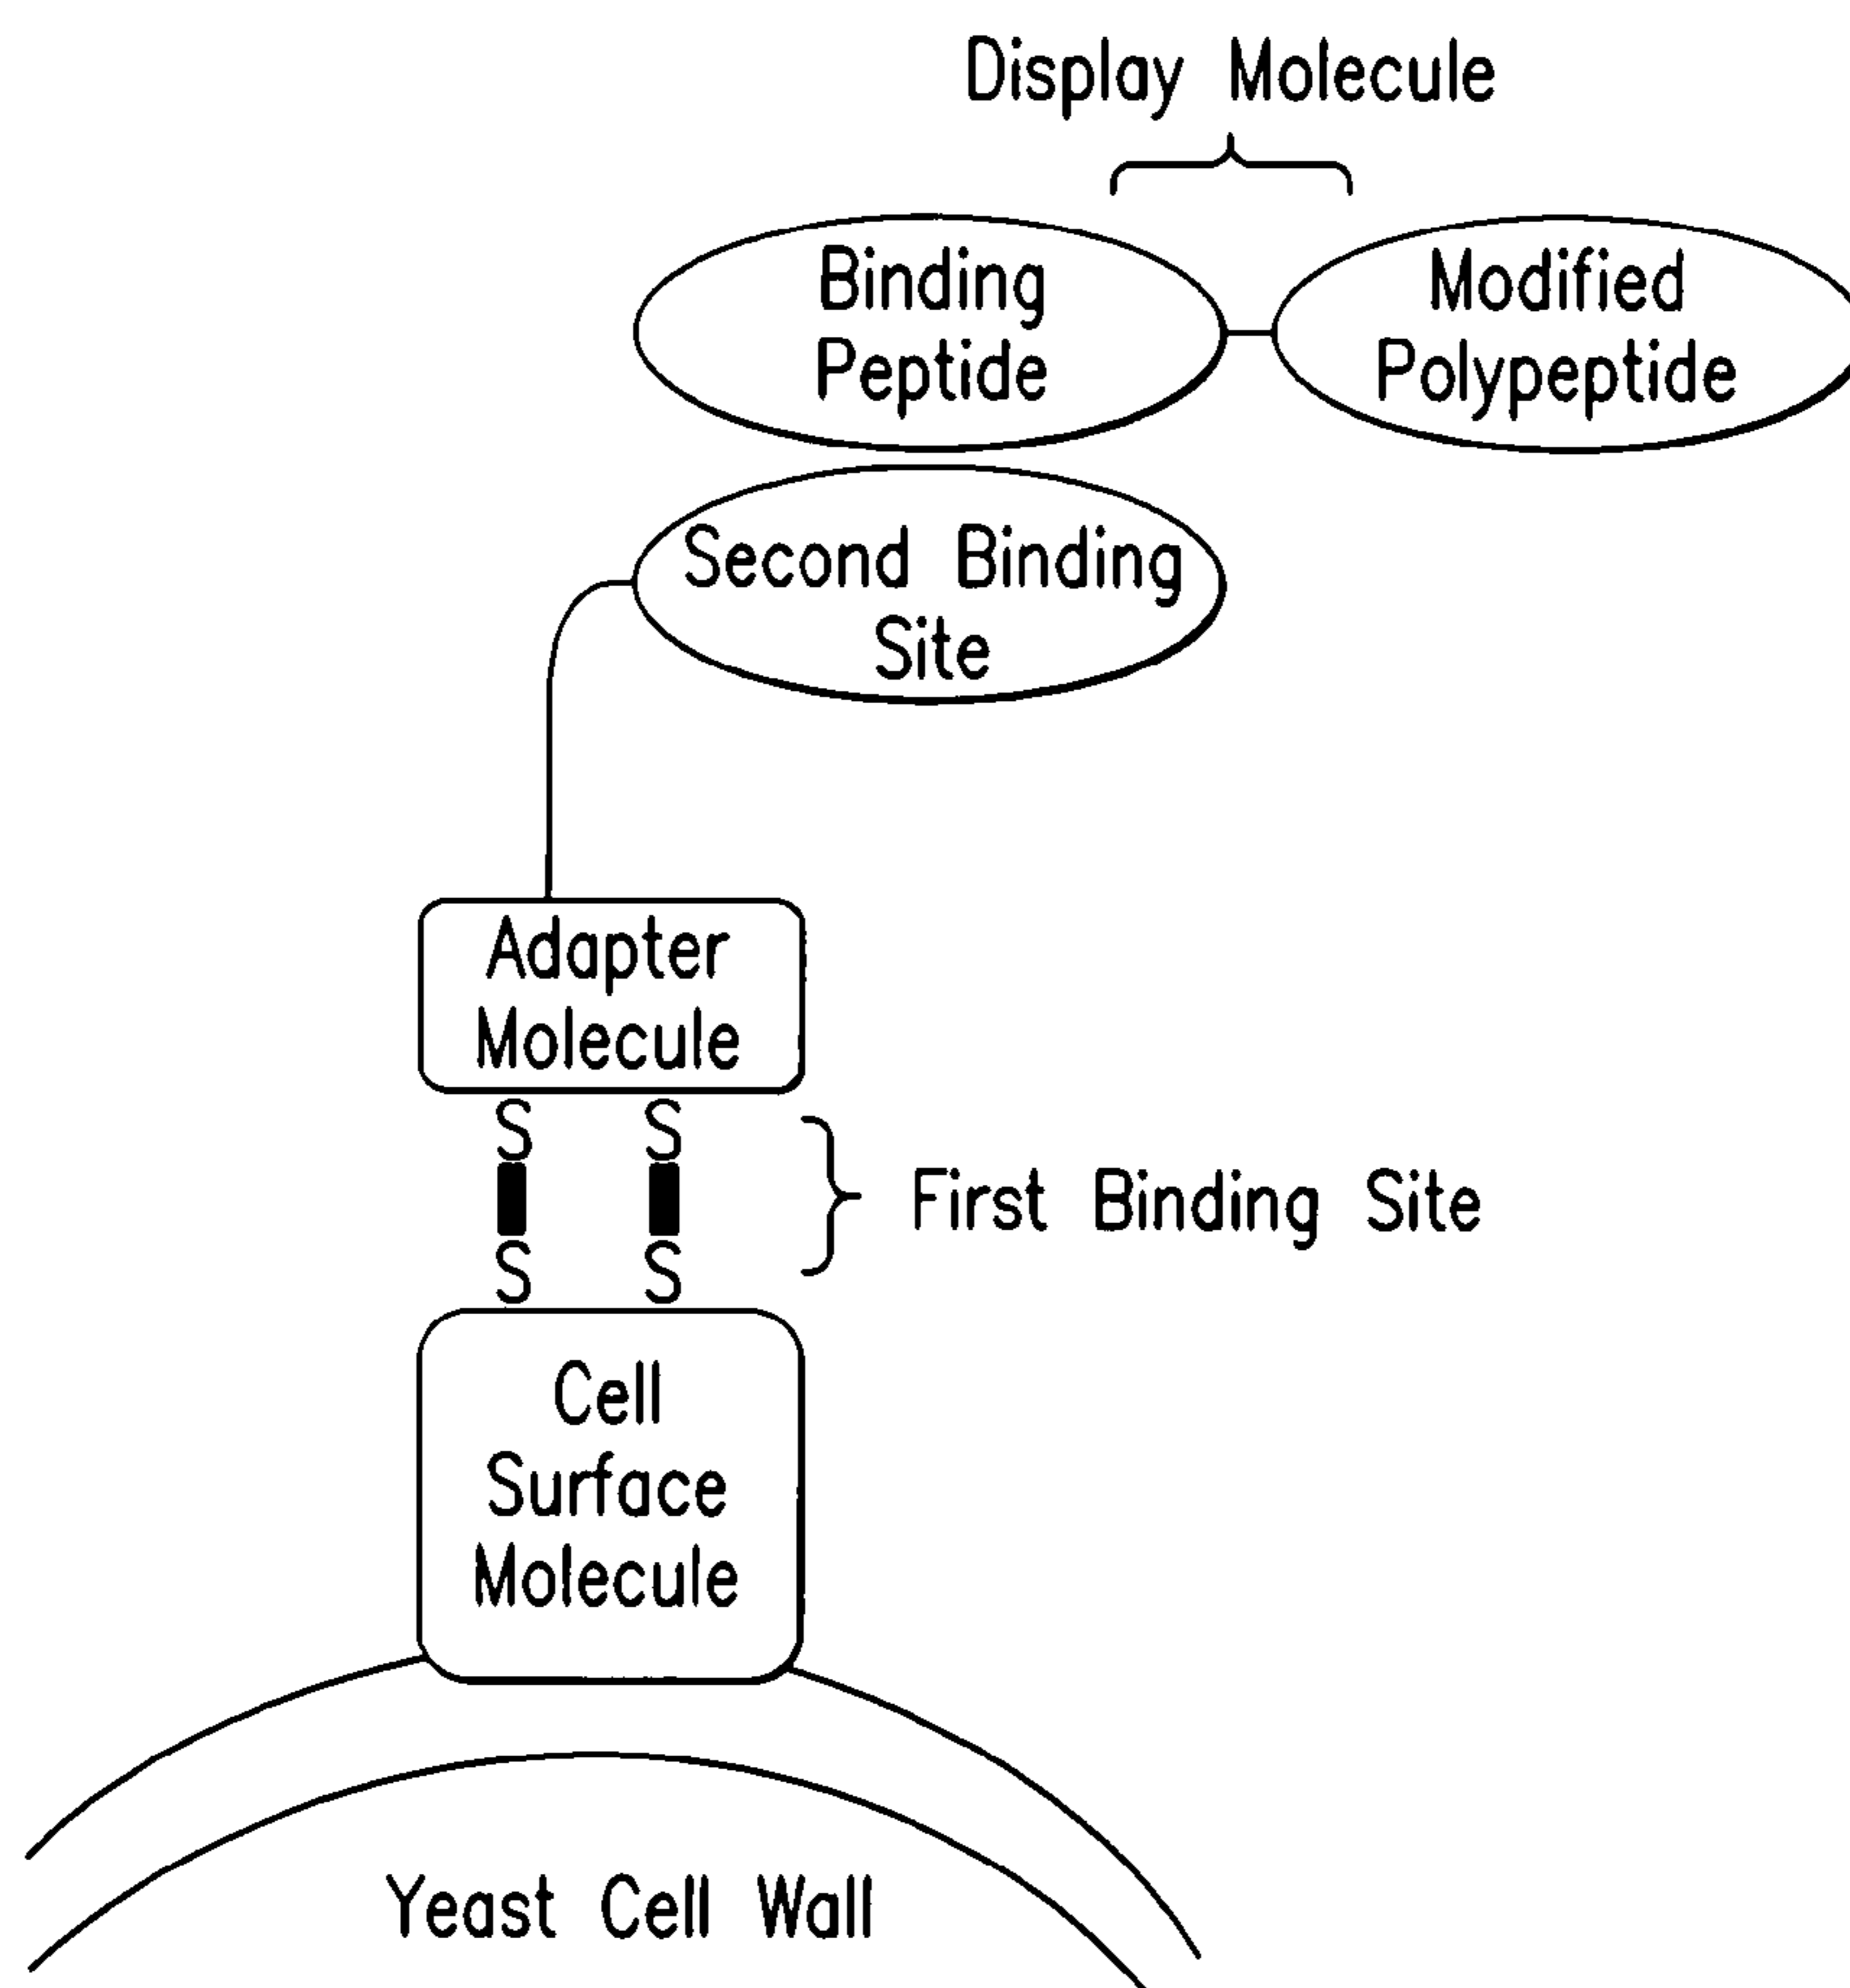 Display Molecule
Binding
Peptide
Modified
Polypeptide
Second Binding
Site
Adapter
Molecule
S S
S S
First Binding Site
Cell
Surface
Molecule
Yeast Cell Wall